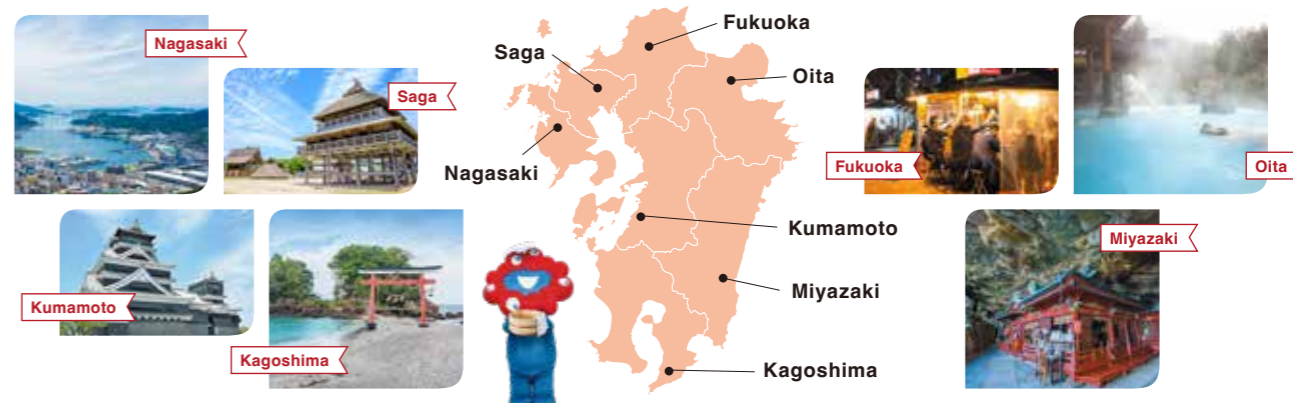 Nagasaki
Saga
Kumamoto
Kagoshima
Fukuoka
Saga
Oita
Nagasaki
Kumamoto
Miyazaki
Kagoshima
Fukuoka
Oita
Miyazaki